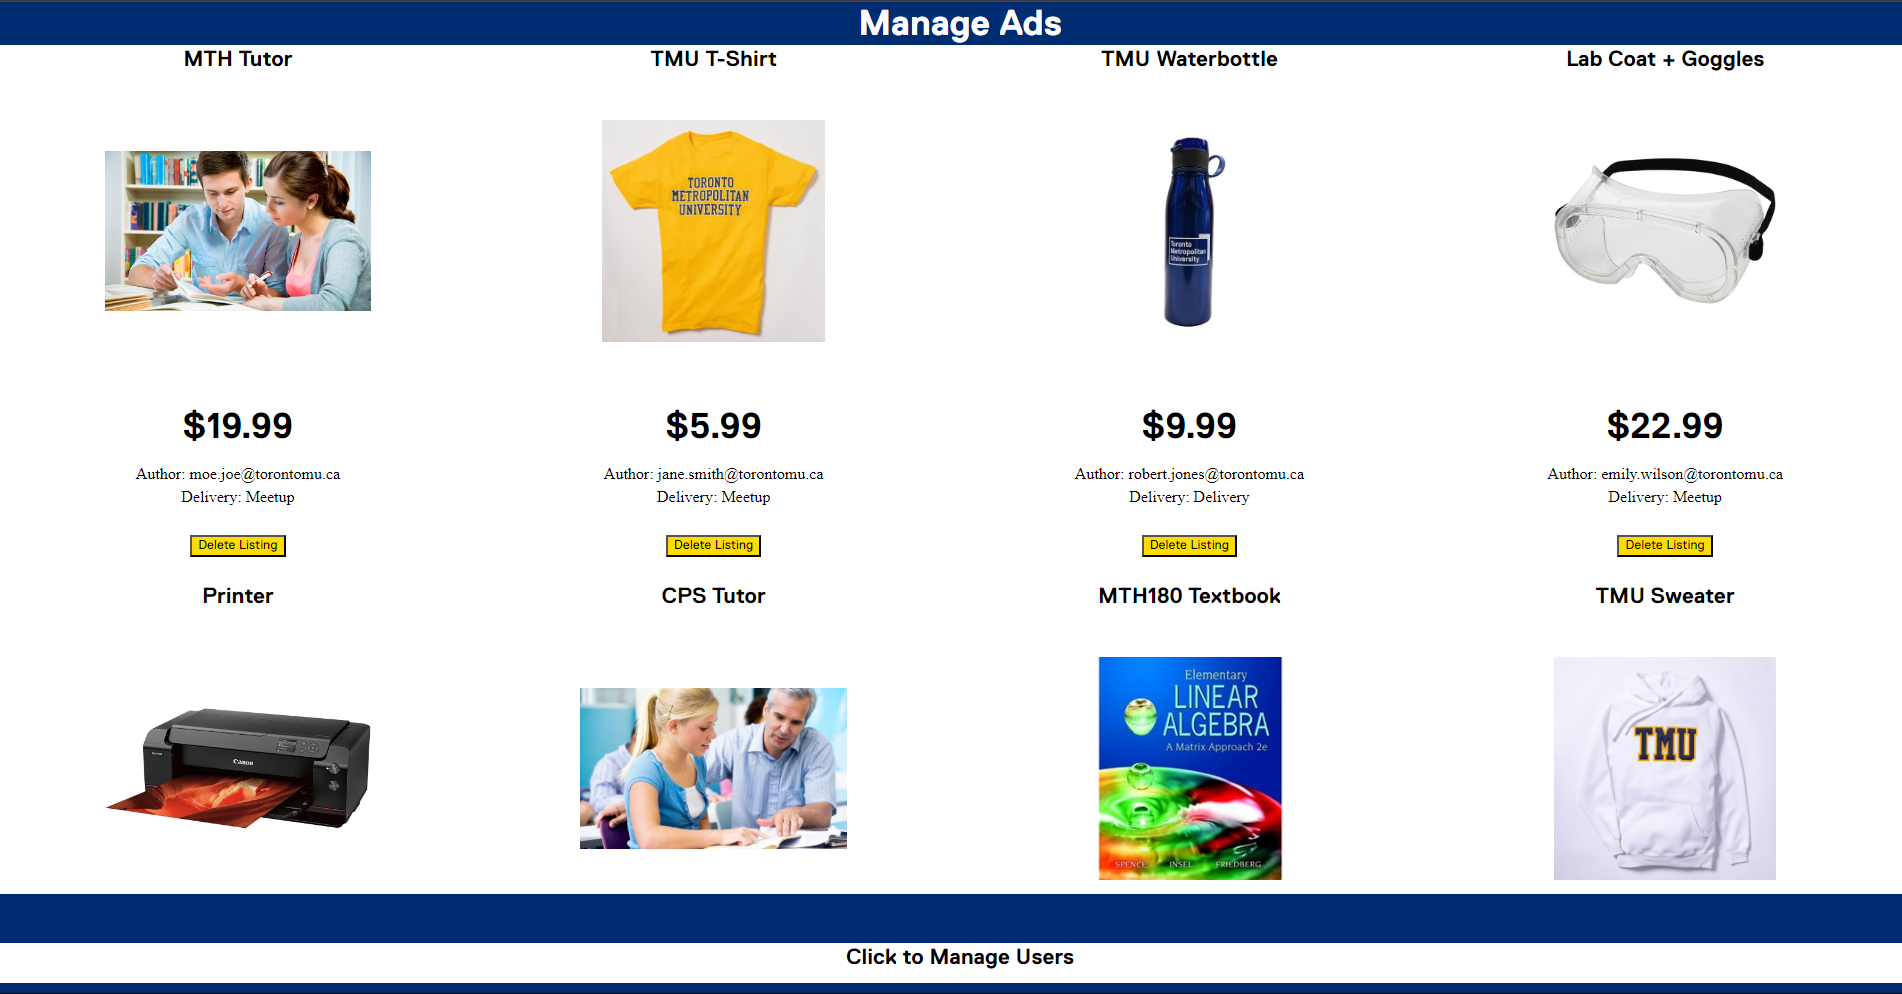 Manage Ads
MTH Tutor
TMU T-Shirt
TMU Waterbottle
Lab Coat + Goggles
TORONTO
METROPOLITAN
UNIVERSITY
Toronto
Metropolitan
University
$19.99
$5.99
$9.99
$22.99
Author: moe.joe@torontomu.ca
Delivery: Meetup
Author: jane.smith@torontomu.ca
Delivery: Meetup
Author: robert.jones@torontomu.ca
Delivery: Delivery
Author: emily.wilson@torontomu.ca
Delivery: Meetup
Delete Listing
Delete Listing
Delete Listing
Delete Listing
Printer
CPS Tutor
MTH180 Textbook
TMU Sweater
Canon
Elementary
LINEAR
ALGEBRA
A Matrix Approach 2e
SPENCE INSEL FRIEDBERG
TMU
Click to Manage Users